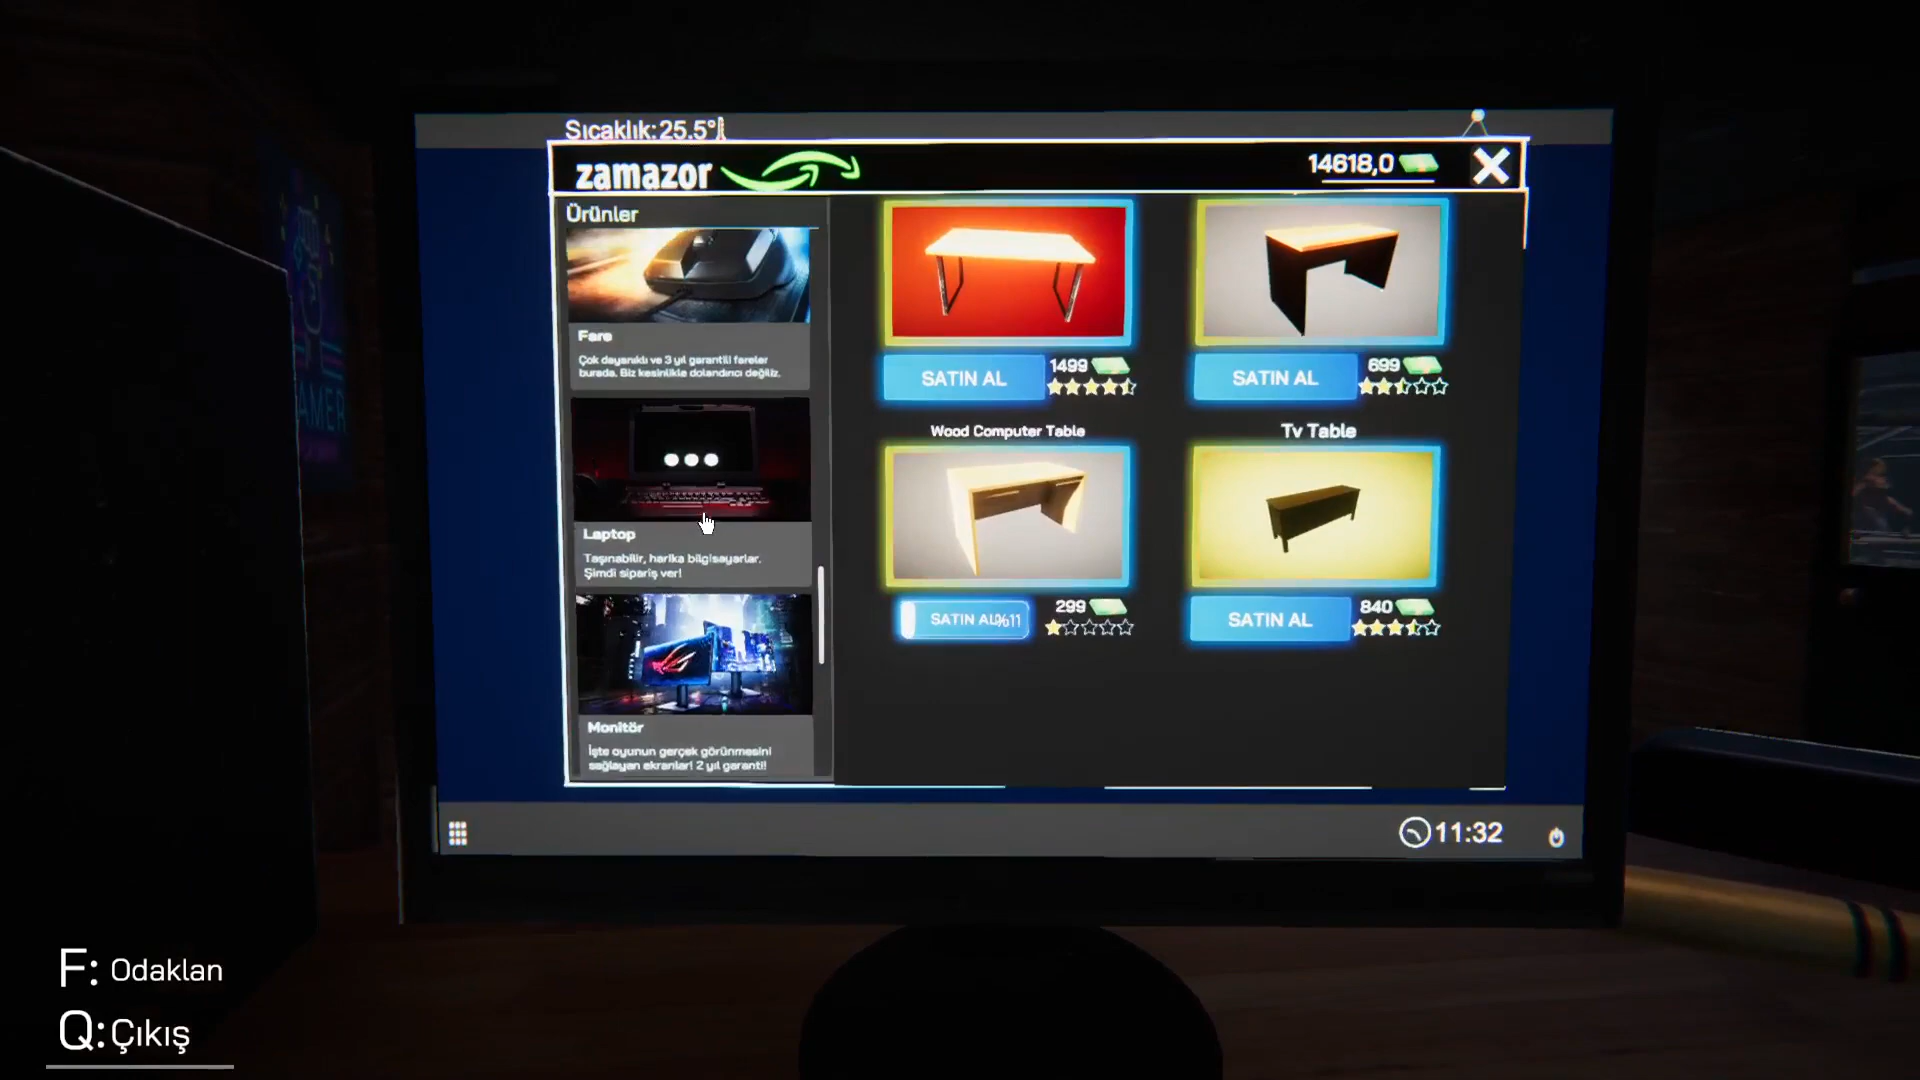 Sıcaklık: 25.5°
zamazor
14618,0
Ürünler
Fare
Çok dayanıklı ve 3 yıl garantili fareler
burada. Biz kesinlikle dolandırıcı değiliz.
Laptop
Taşınabilir, harika bilgisayarlar.
Şimdi sipariş ver!
Monitör
İşte oyunun gerçek görünmesini
sağlayan ekranlar! 2 yıl garanti!
SATIN AL
1499
SATIN AL
699
Wood Computer Table
Tv Table
SATIN AL%11
299
SATIN AL
840
11:32
F: Odaklan
Q: Çıkış